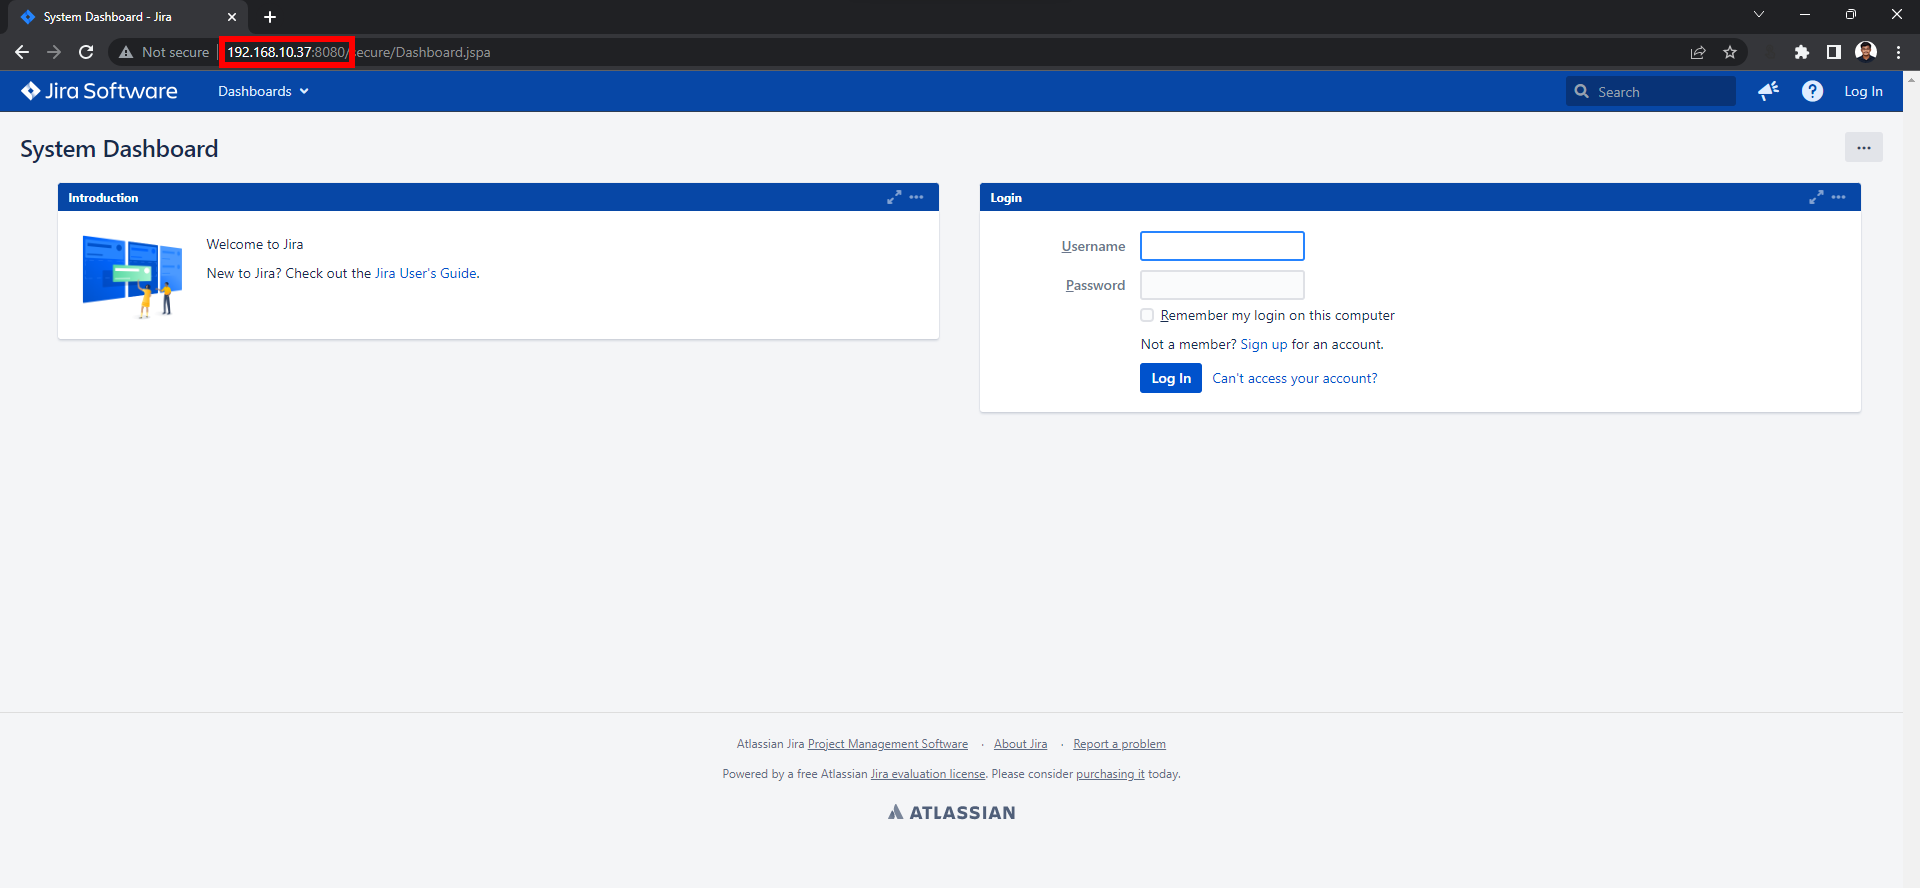 System Dashboard - Jira
Not secure 192.168.10.37:8080/secure/Dashboard.jspa
Jira Software Dashboards Search Log In
System Dashboard
Introduction
Welcome to Jira
New to Jira? Check out the Jira User's Guide.
Login
Username
Password
Remember my login on this computer
Not a member? Sign up for an account.
Log In Can't access your account?
Atlassian Jira Project Management Software · About Jira · Report a problem
Powered by a free Atlassian Jira evaluation license. Please consider purchasing it today.
ATLASSIAN